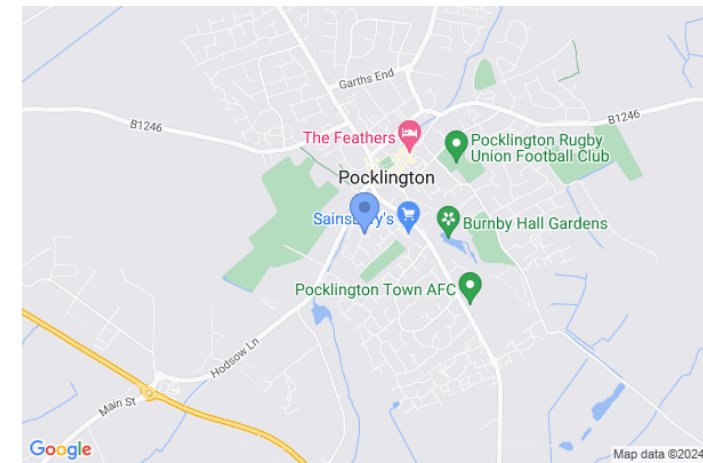 Garths End
B1246
B1246
The Feathers
Pocklington Rugby
Union Football Club
Pocklington
Sainsbury's
Burnby Hall Gardens
Pocklington Town AFC
Hodsow Ln
Main St
Google
Map data ©2024